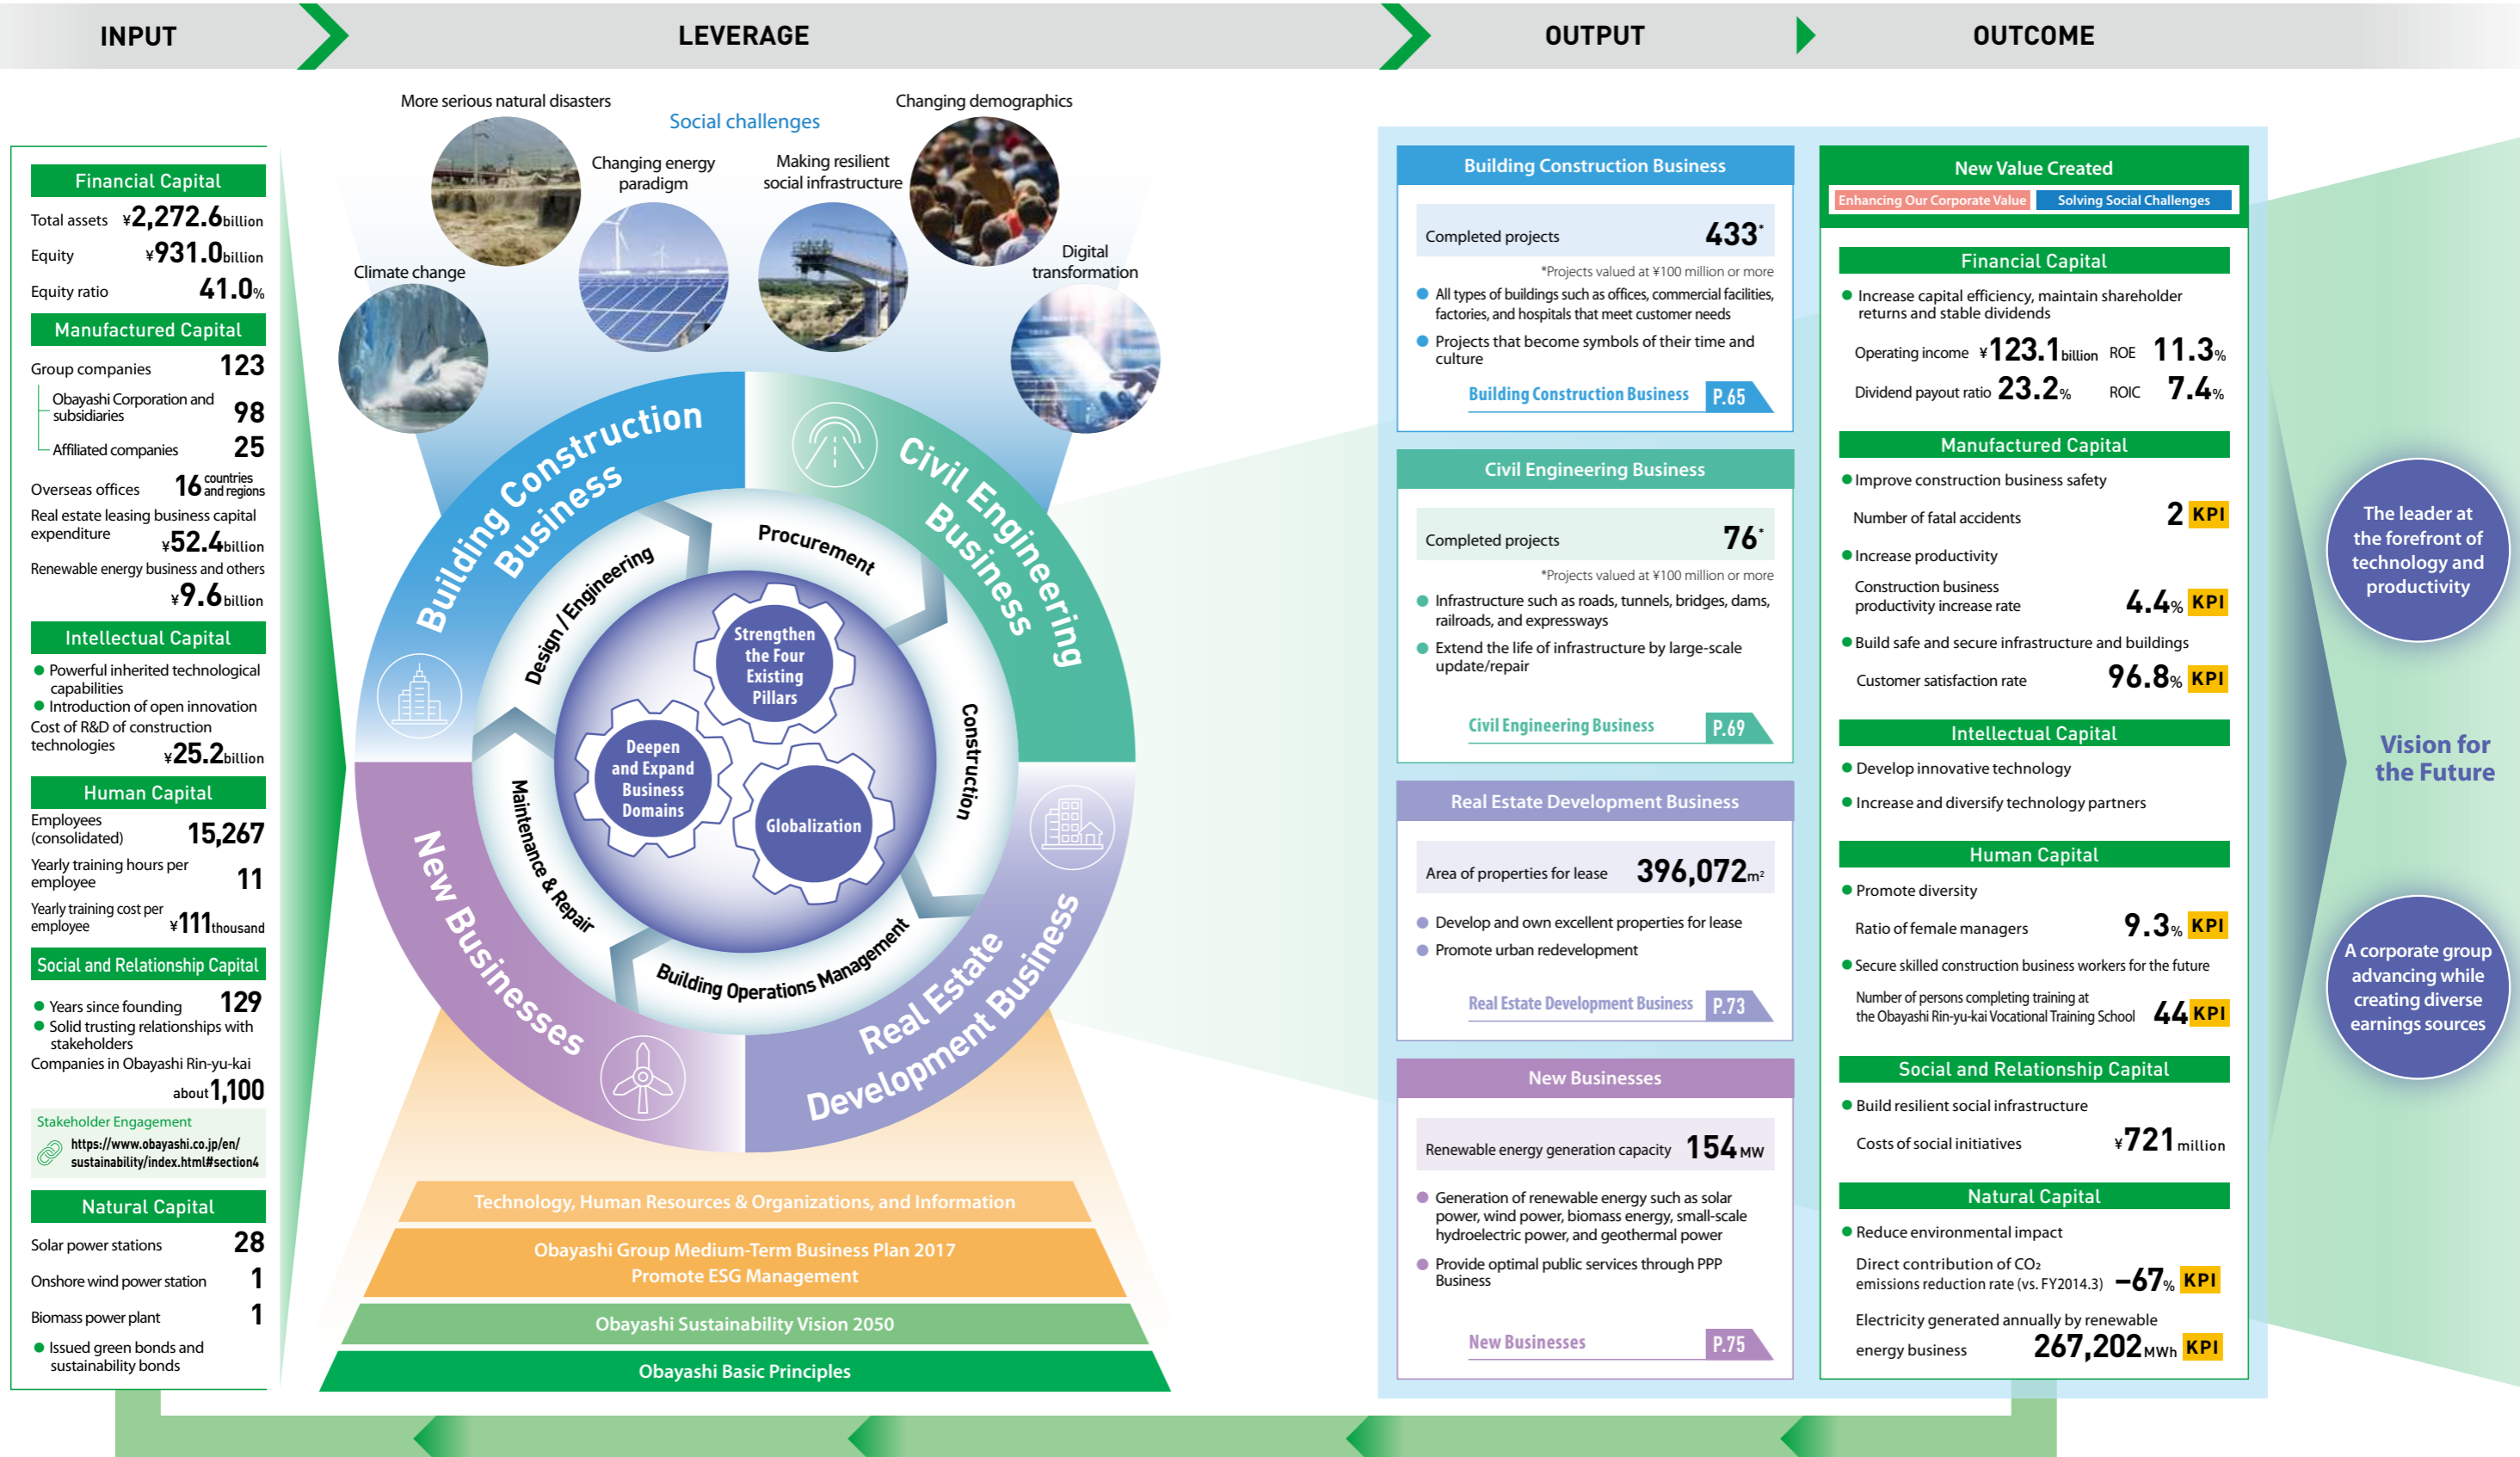 INPUT
LEVERAGE
OUTPUT
OUTCOME
Financial Capital
Total assets ¥2,272.6billion
Equity ¥931.0billion
Equity ratio 41.0%
Manufactured Capital
Group companies 123
Obayashi Corporation and
subsidiaries 98
Affiliated companies 25
Overseas offices 16 countries
and regions
Real estate leasing business capital
expenditure
¥52.4billion
Renewable energy business and others
¥9.6billion
Intellectual Capital
● Powerful inherited technological
capabilities
● Introduction of open innovation
Cost of R&D of construction
technologies
¥25.2billion
Human Capital
Employees
(consolidated) 15,267
Yearly training hours per
employee 11
Yearly training cost per
employee ¥111thousand
Social and Relationship Capital
● Years since founding 129
● Solid trusting relationships with
stakeholders
Companies in Obayashi Rin-yu-kai
about1,100
Stakeholder Engagement
https://www.obayashi.co.jp/en/
sustainability/index.html#section4
Natural Capital
Solar power stations 28
Onshore wind power station 1
Biomass power plant 1
● Issued green bonds and
sustainability bonds
Social challenges
More serious natural disasters
Changing demographics
Changing energy
paradigm
Making resilient
social infrastructure
Climate change
Digital
transformation
Building Construction
Business
Civil Engineering
Business
New Businesses
Real Estate
Development Business
Design / Engineering
Procurement
Construction
Building Operations Management
Maintenance & Repair
Strengthen
the Four
Existing
Pillars
Deepen
and Expand
Business
Domains
Globalization
Technology, Human Resources & Organizations, and Information
Obayashi Group Medium-Term Business Plan 2017
Promote ESG Management
Obayashi Sustainability Vision 2050
Obayashi Basic Principles
Building Construction Business
Completed projects 433*
*Projects valued at ¥100 million or more
● All types of buildings such as offices, commercial facilities,
factories, and hospitals that meet customer needs
● Projects that become symbols of their time and
culture
Building Construction Business P.65
Civil Engineering Business
Completed projects 76*
*Projects valued at ¥100 million or more
● Infrastructure such as roads, tunnels, bridges, dams,
railroads, and expressways
● Extend the life of infrastructure by large-scale
update/repair
Civil Engineering Business P.69
Real Estate Development Business
Area of properties for lease 396,072m²
● Develop and own excellent properties for lease
● Promote urban redevelopment
Real Estate Development Business P.73
New Businesses
Renewable energy generation capacity 154MW
● Generation of renewable energy such as solar
power, wind power, biomass energy, small-scale
hydroelectric power, and geothermal power
● Provide optimal public services through PPP
Business
New Businesses P.75
New Value Created
Enhancing Our Corporate Value Solving Social Challenges
Financial Capital
● Increase capital efficiency, maintain shareholder
returns and stable dividends
Operating income ¥123.1billion ROE 11.3%
Dividend payout ratio 23.2% ROIC 7.4%
Manufactured Capital
● Improve construction business safety
Number of fatal accidents 2 KPI
● Increase productivity
Construction business
productivity increase rate 4.4% KPI
● Build safe and secure infrastructure and buildings
Customer satisfaction rate 96.8% KPI
Intellectual Capital
● Develop innovative technology
● Increase and diversify technology partners
Human Capital
● Promote diversity
Ratio of female managers 9.3% KPI
● Secure skilled construction business workers for the future
Number of persons completing training at
the Obayashi Rin-yu-kai Vocational Training School 44 KPI
Social and Relationship Capital
● Build resilient social infrastructure
Costs of social initiatives ¥721million
Natural Capital
● Reduce environmental impact
Direct contribution of CO₂
emissions reduction rate (vs. FY2014.3) −67% KPI
Electricity generated annually by renewable
energy business 267,202MWh KPI
The leader at
the forefront of
technology and
productivity
Vision for
the Future
A corporate group
advancing while
creating diverse
earnings sources